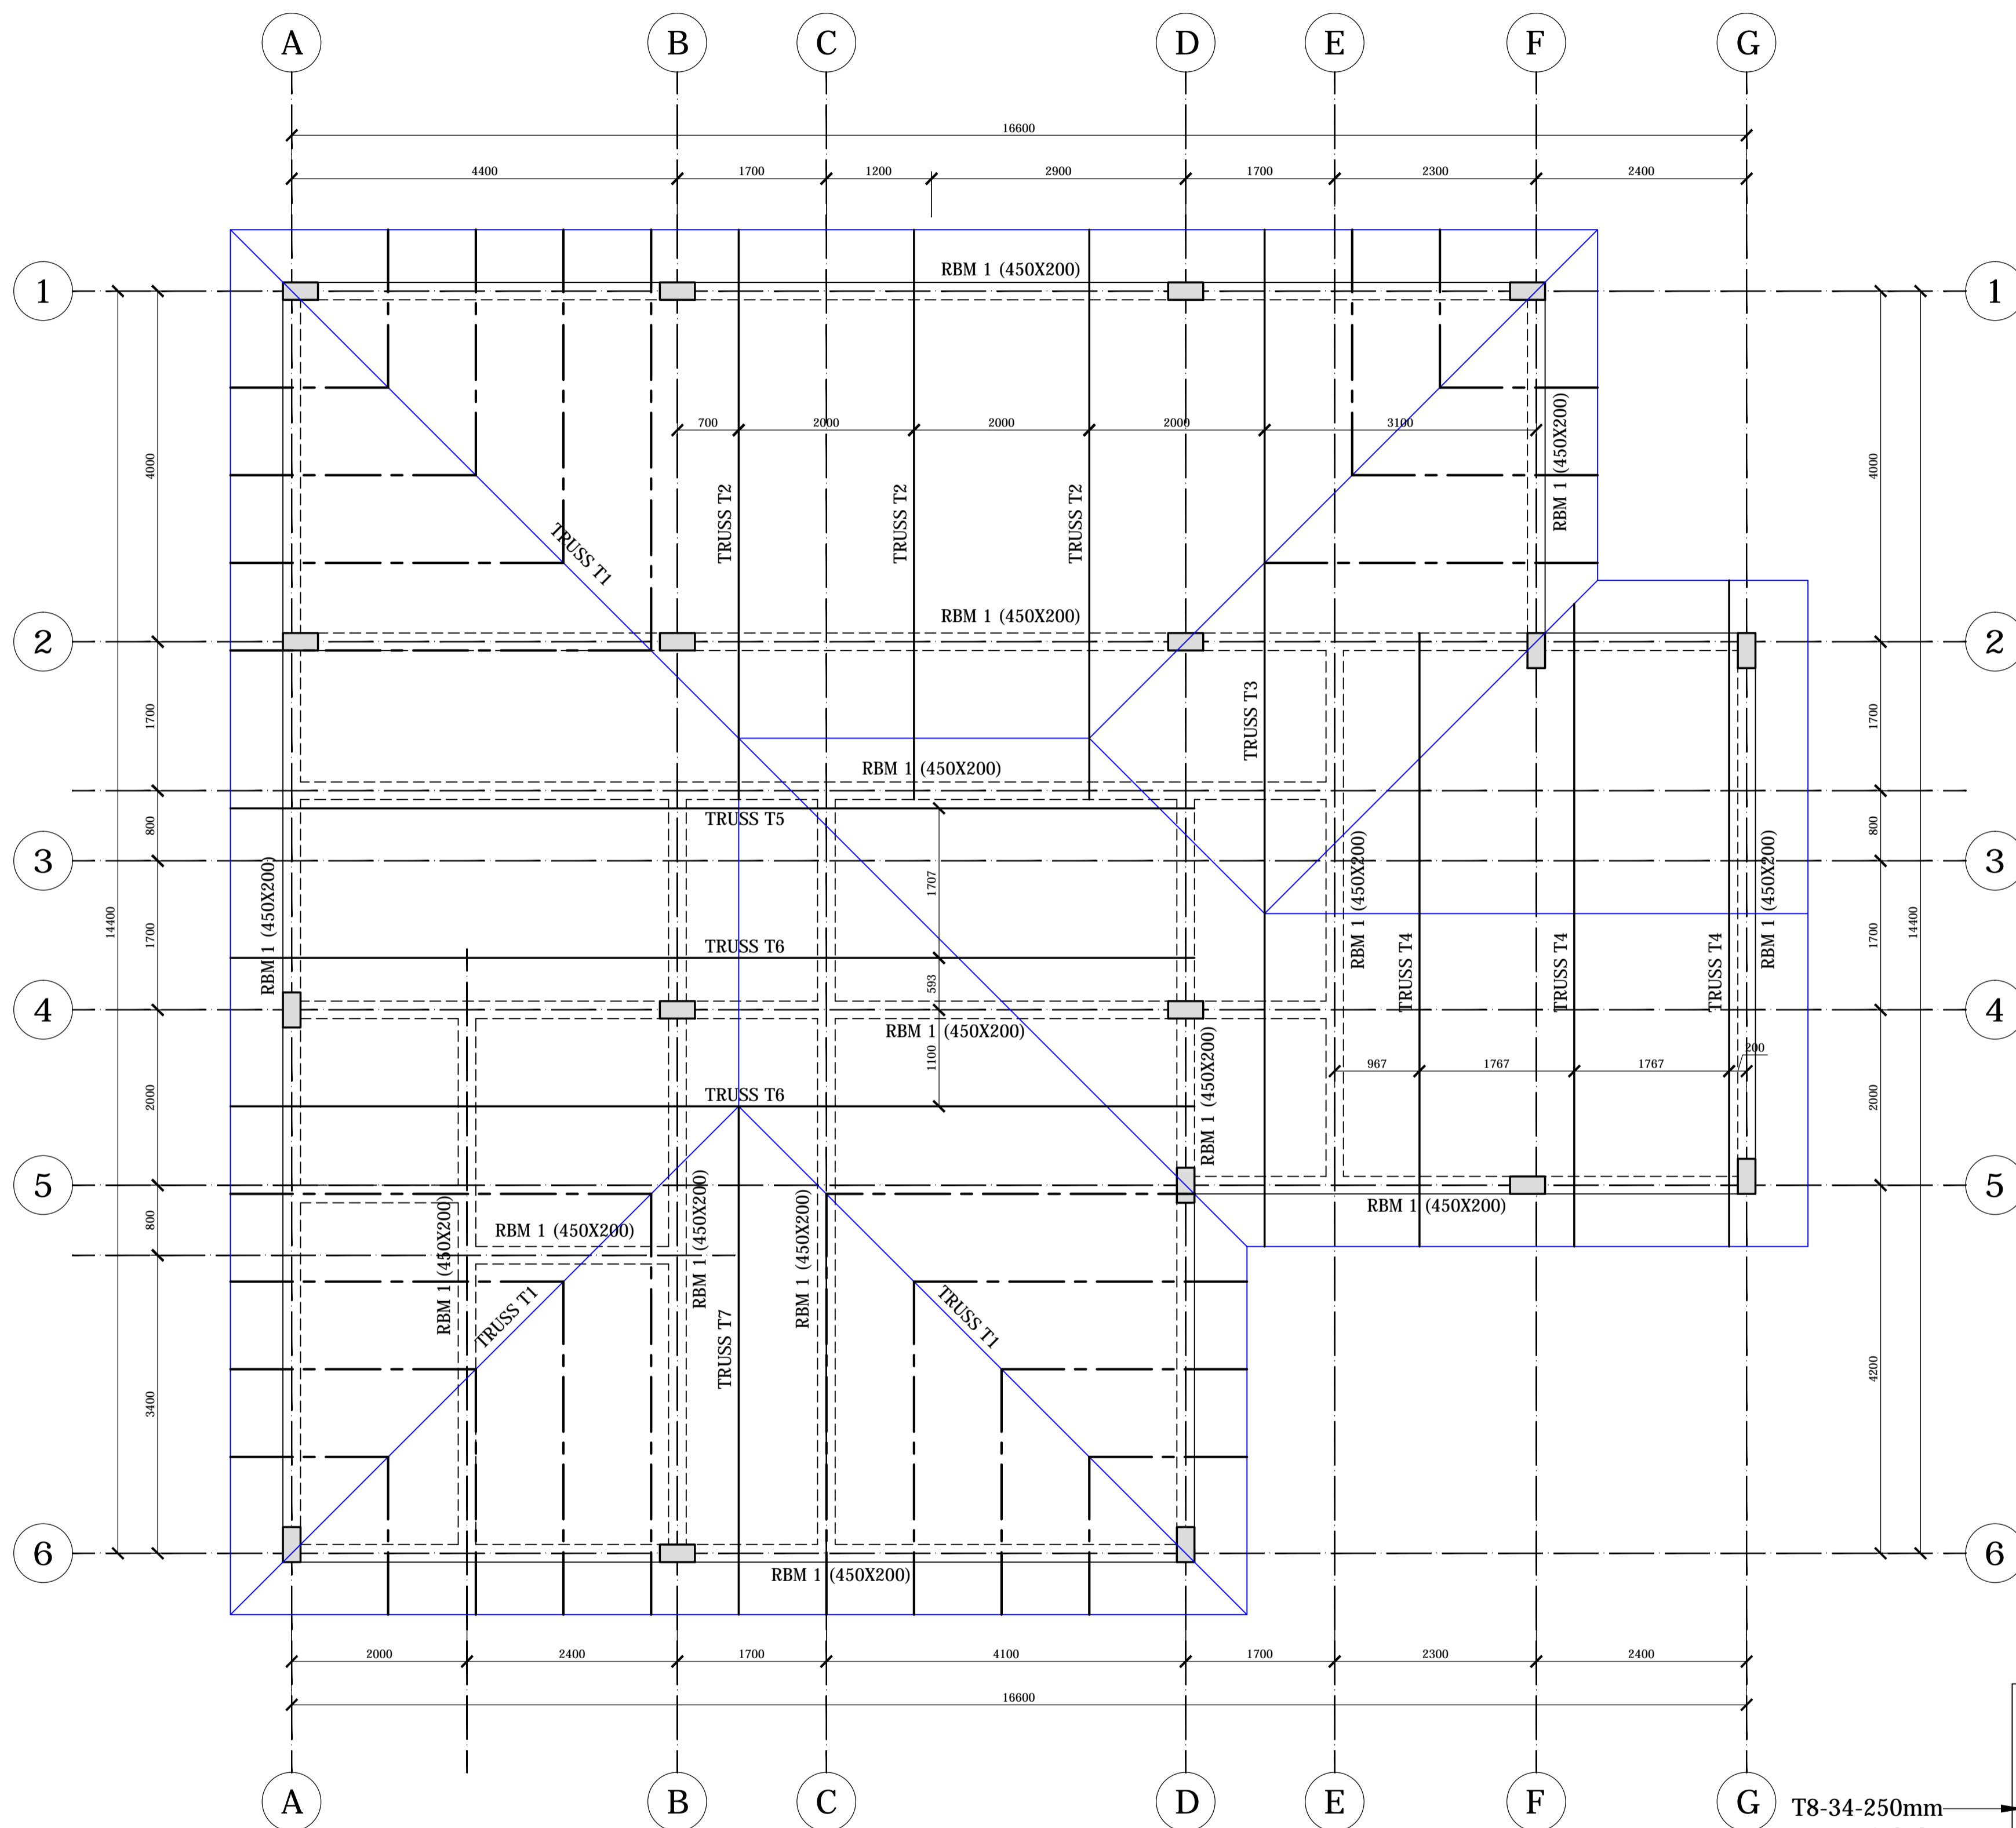 A B C D E F G
16600
4400 1700 1200 2900 1700 2300 2400
RBM 1 (450X200)
1 1
4000 4000
RBM 1 (450X200)
700 2000 2000 2000 3100
TRUSS T2 TRUSS T2 TRUSS T2
TRUSS T1
RBM 1 (450X200)
2 2
1700 1700
TRUSS T3
RBM 1 (450X200)
800 800
TRUSS T5
3 3
RBM 1 (450X200)
RBM 1 (450X200)
RBM 1 (450X200)
1707
14400 14400
1700 1700
TRUSS T6
TRUSS T4 TRUSS T4 TRUSS T4
593
4 4
RBM 1 (450X200)
1100
200
967 1767 1767
RBM 1 (450X200)
2000 2000
TRUSS T6
5 5
RBM 1 (450X200)
800
RBM 1 (450X200)
RBM 1 (450X200)
RBM 1 (450X200)
RBM 1 (450X200)
TRUSS T1 TRUSS T7 TRUSS T1
3400 4200
6 6
RBM 1 (450X200)
2000 2400 1700 4100 1700 2300 2400
16600
A B C D E F G
T8-34-250mm